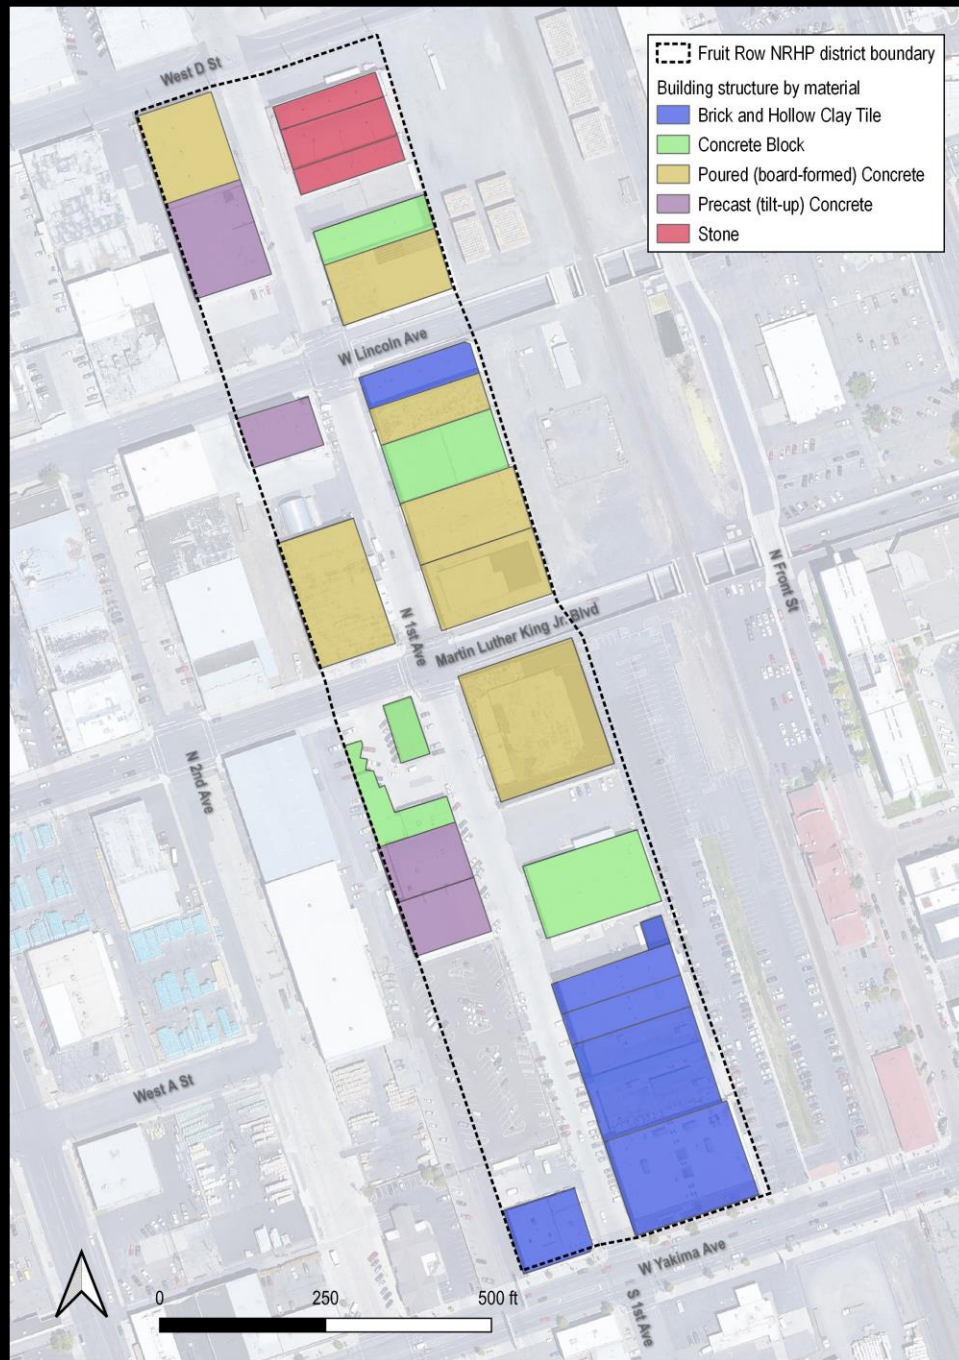 West D St
Fruit Row NRHP district boundary
Building structure by material
Brick and Hollow Clay Tile
Concrete Block
Poured (board-formed) Concrete
Precast (tilt-up) Concrete
Stone
W Lincoln Ave
N Front St
N 1st Ave
Martin Luther King Jr. Blvd
N 2nd Ave
West A St
W Yakima Ave
S 1st Ave
0 250 500 ft